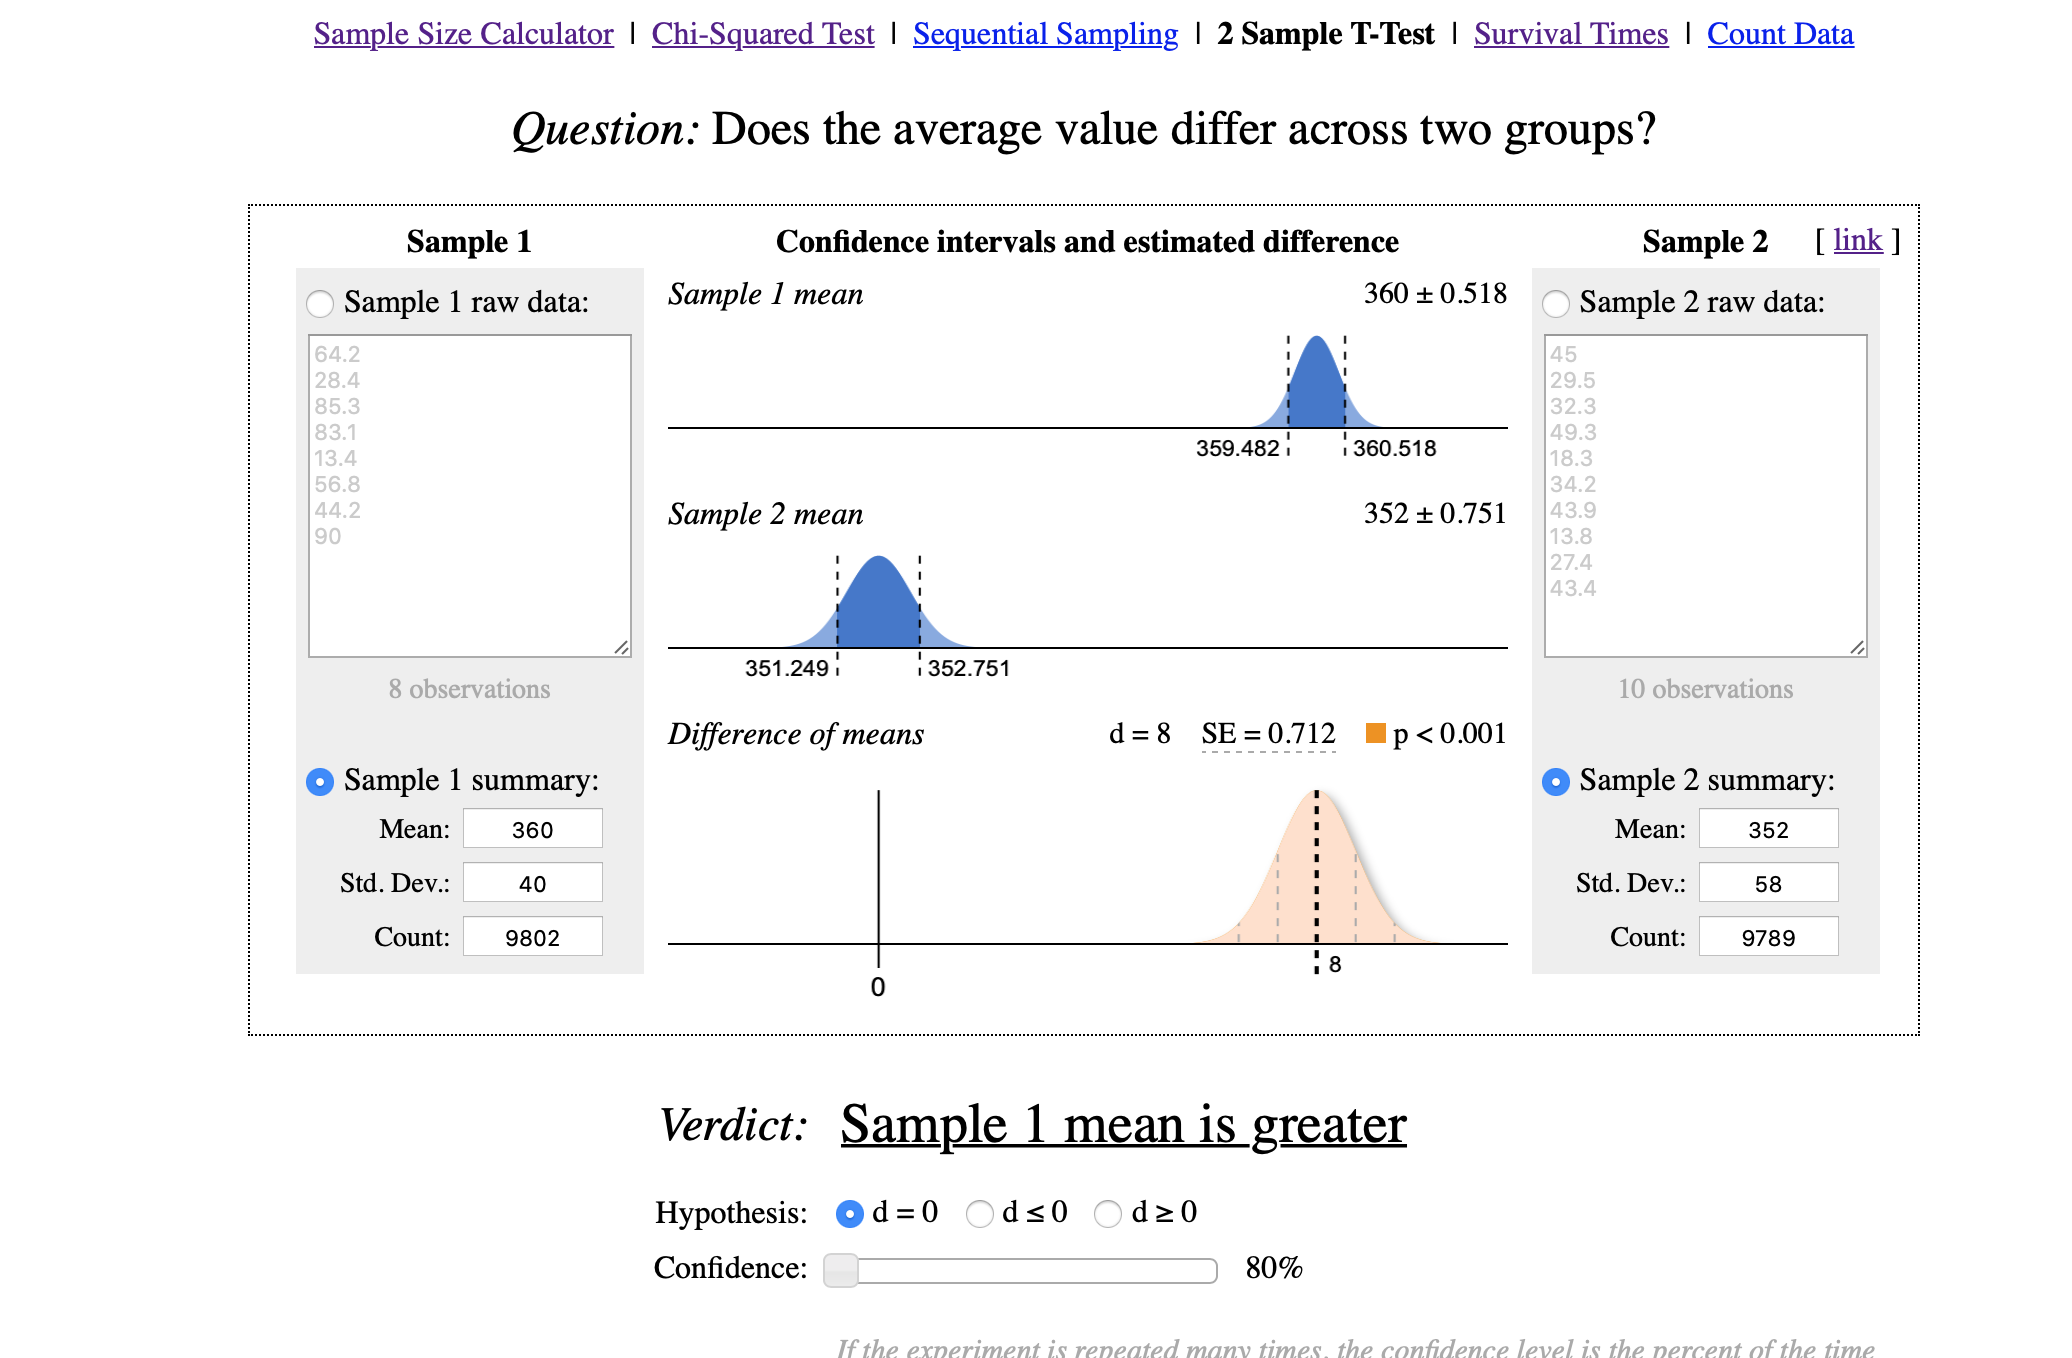 Sample Size Calculator | Chi-Squared Test | Sequential Sampling | 2 Sample T-Test | Survival Times | Count Data
Question: Does the average value differ across two groups?
Sample 1
Sample 1 raw data:
64.2
28.4
85.3
83.1
13.4
56.8
44.2
90
8 observations
Sample 1 summary:
Mean: 360
Std. Dev.: 40
Count: 9802
Confidence intervals and estimated difference
Sample 1 mean 360 ± 0.518
359.482 360.518
Sample 2 mean 352 ± 0.751
351.249 352.751
Difference of means d = 8 SE = 0.712 p < 0.001
0 8
Sample 2 [ link ]
Sample 2 raw data:
45
29.5
32.3
49.3
18.3
34.2
43.9
13.8
27.4
43.4
10 observations
Sample 2 summary:
Mean: 352
Std. Dev.: 58
Count: 9789
Verdict: Sample 1 mean is greater
Hypothesis: d = 0 d ≤ 0 d ≥ 0
Confidence: 80%
If the experiment is repeated many times, the confidence level is the percent of the time